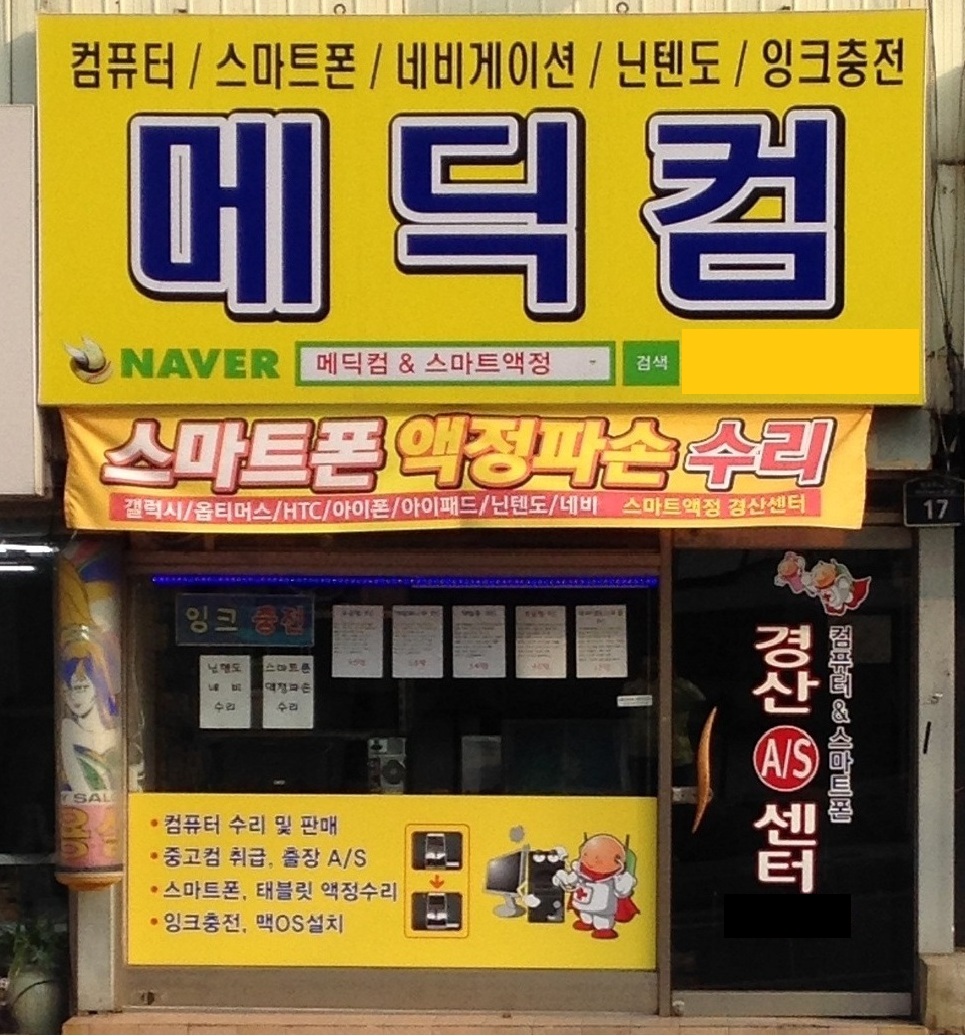 컴퓨터 / 스마트폰 / 네비게이션 / 닌텐도 / 잉크충전
메딕컴
NAVER 메딕컴 & 스마트액정 검색
스마트폰 액정파손 수리
갤럭시/옵티머스/HTC/아이폰/아이패드/닌텐도/네비 스마트액정 경산센터
17
잉크 충전
닌텐도
네 비
수리
스마트폰
액정파손
수리
컴퓨터 & 스마트폰
경산 A/S 센터
• 컴퓨터 수리 및 판매
• 중고컴 취급, 출장 A/S
• 스마트폰, 태블릿 액정수리
• 잉크충전, 맥OS설치